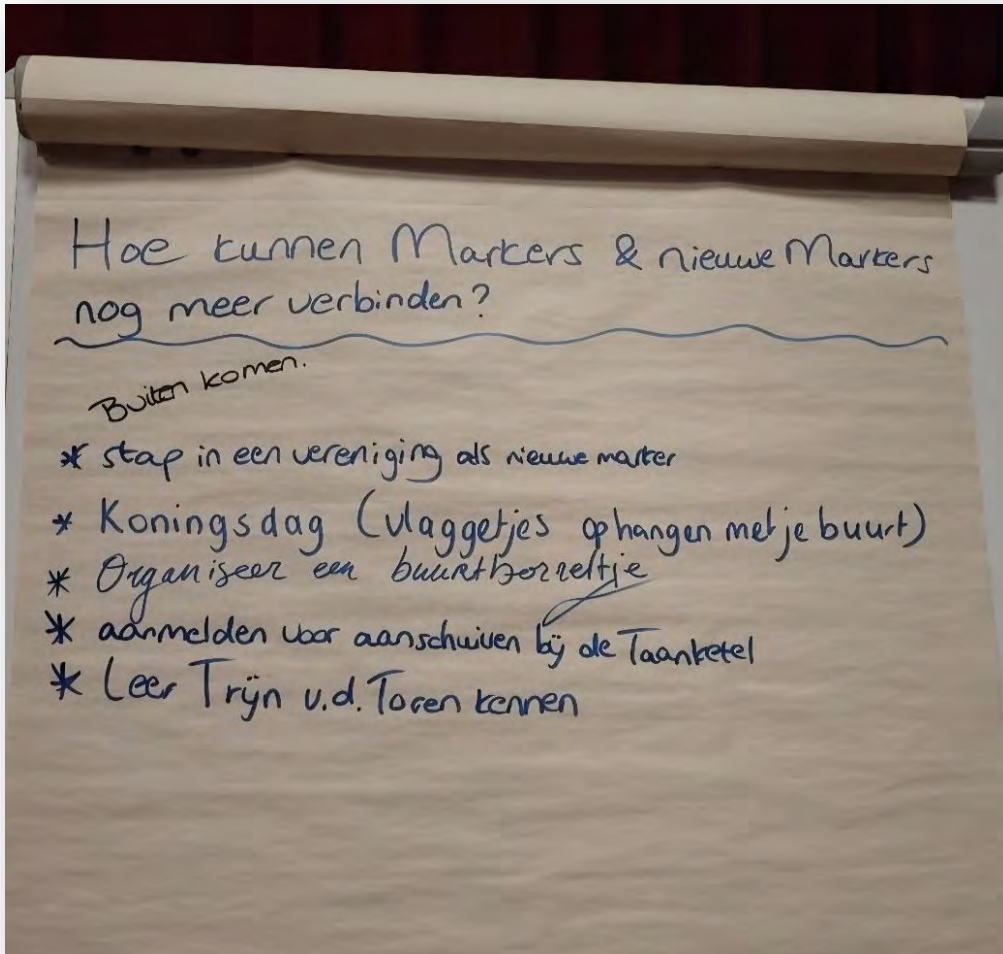 Hoe kunnen Markers & nieuwe Markers
nog meer verbinden?
Buiten komen.
* stap in een vereniging als nieuwe marker
* Koningsdag (vlaggetjes ophangen met je buurt)
* Organiseer een buurtborreltje
* aanmelden voor aanschuiven bij de Taanketel
* Leer Trijn v.d. Toren kennen